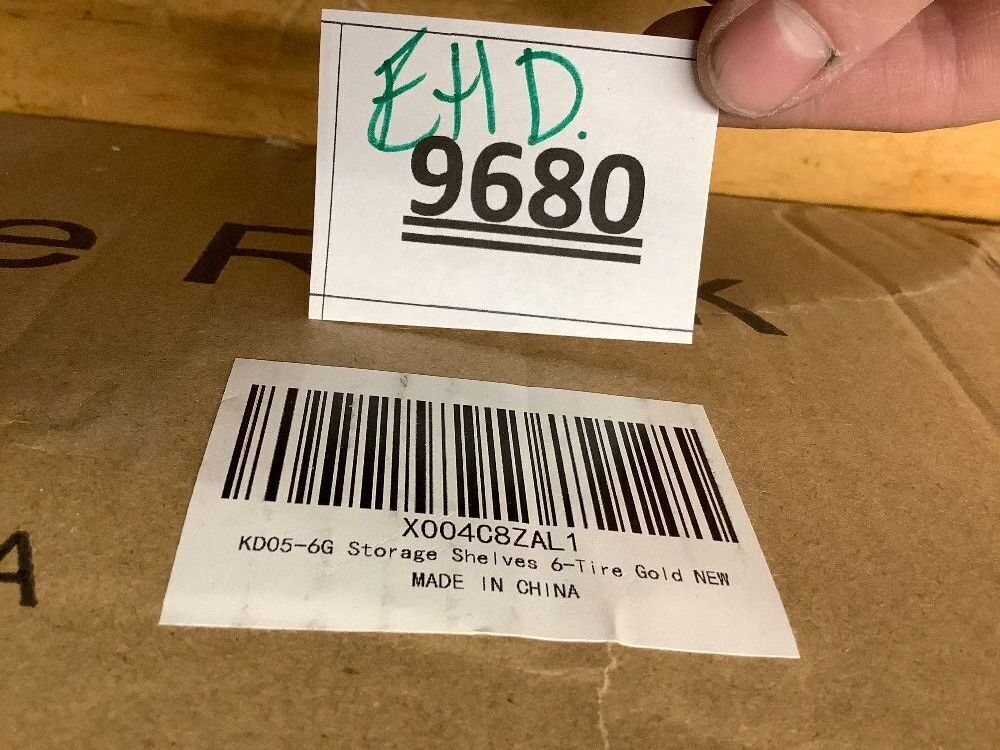 EHD.
9680
X004C8ZAL1
KD05-6G Storage Shelves 6-Tire Gold NEW
MADE IN CHINA